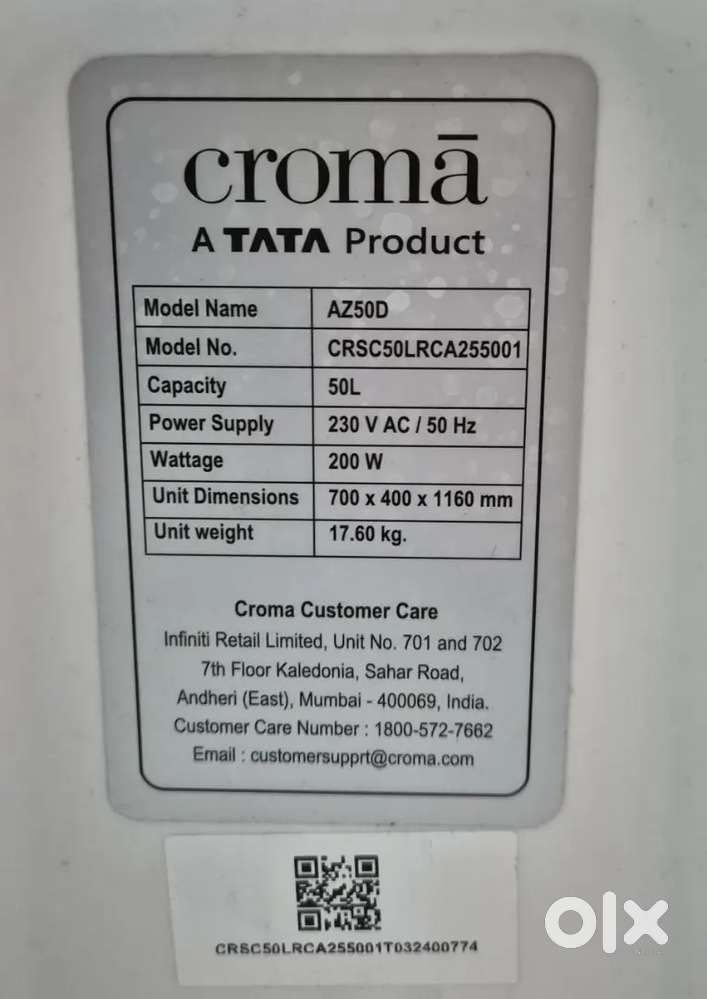 cromā
A TATA Product
Model Name AZ50D
Model No. CRSC50LRCA255001
Capacity 50L
Power Supply 230 V AC / 50 Hz
Wattage 200 W
Unit Dimensions 700 x 400 x 1160 mm
Unit weight 17.60 kg.
Croma Customer Care
Infiniti Retail Limited, Unit No. 701 and 702
7th Floor Kaledonia, Sahar Road,
Andheri (East), Mumbai - 400069, India.
Customer Care Number : 1800-572-7662
Email : customersupprt@croma.com
CRSC50LRCA255001T032400774
olx